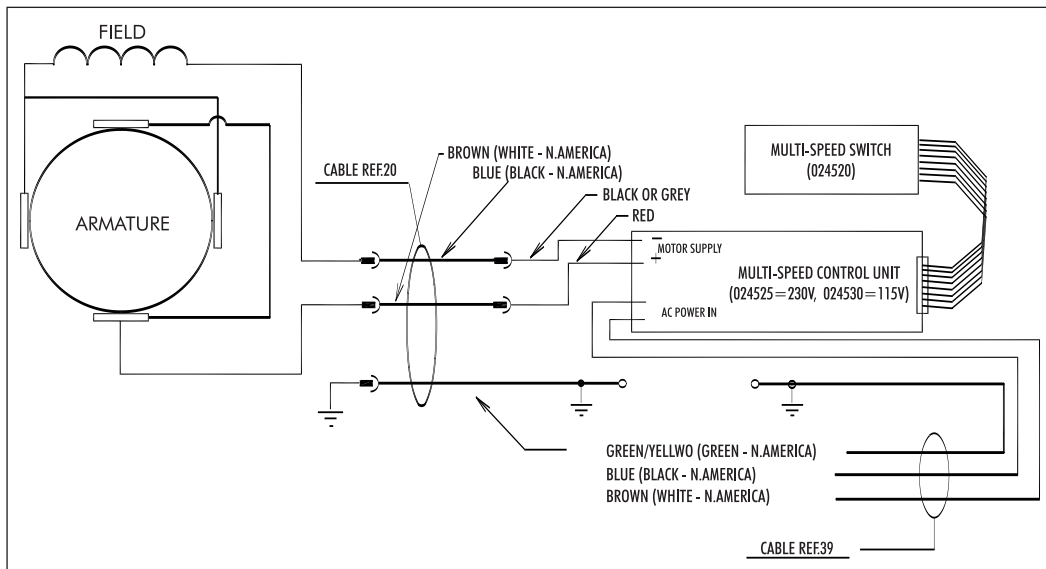 FIELD
ARMATURE
CABLE REF.20
BROWN (WHITE - N.AMERICA)
BLUE (BLACK - N.AMERICA)
BLACK OR GREY
RED
MULTI-SPEED SWITCH
(024520)
MOTOR SUPPLY
− +
MULTI-SPEED CONTROL UNIT
(024525=230V, 024530=115V)
AC POWER IN
GREEN/YELLWO (GREEN - N.AMERICA)
BLUE (BLACK - N.AMERICA)
BROWN (WHITE - N.AMERICA)
CABLE REF.39